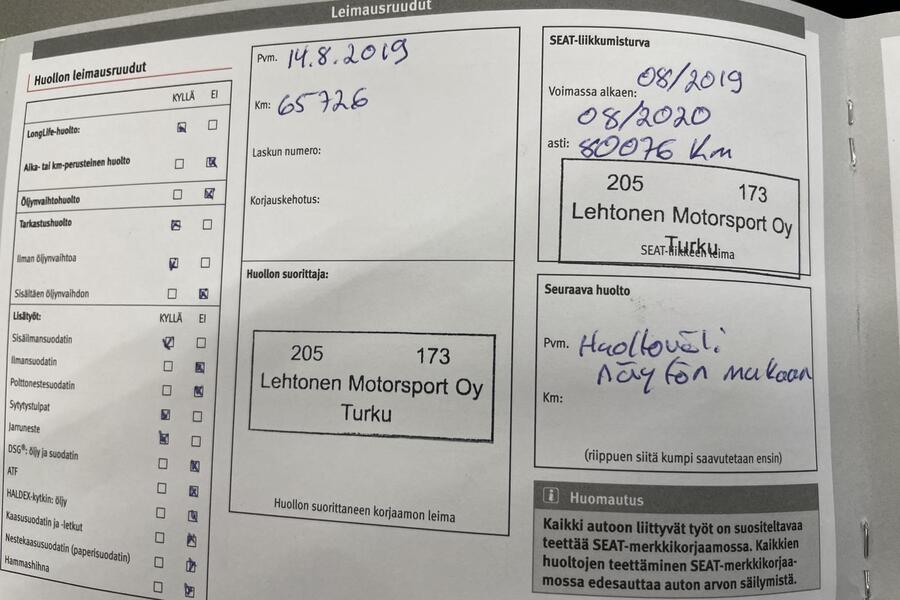 Leimausruudut
Huollon leimausruudut
KYLLÄ EI
LongLife-huolto:
Aika- tai km-perusteinen huolto
Öljynvaihtohuolto
Tarkastushuolto
Ilman öljynvaihtoa
Sisältäen öljynvaihdon
Lisätyöt: KYLLÄ EI
Sisäilmansuodatin
Ilmansuodatin
Polttonestesuodatin
Sytytystulpat
Jarruneste
DSG®: öljy ja suodatin
ATF
HALDEX-kytkin: öljy
Kaasusuodatin ja -letkut
Nestekaasusuodatin (paperisuodatin)
Hammashihna
Pvm. 14.8.2019
Km: 65726
Laskun numero:
Korjauskehotus:
Huollon suorittaja:
205 173
Lehtonen Motorsport Oy
Turku
Huollon suorittaneen korjaamon leima
SEAT-liikkumisturva
Voimassa alkaen: 08/2019
08/2020
asti: 80076 Km
205 173
Lehtonen Motorsport Oy
Turku
SEAT-liikkeen leima
Seuraava huolto
Pvm. Huoltoväli
näytön mukaan
Km:
(riippuen siitä kumpi saavutetaan ensin)
i Huomautus
Kaikki autoon liittyvät työt on suositeltavaa
teettää SEAT-merkkikorjaamossa. Kaikkien
huoltojen teettäminen SEAT-merkkikorjaa-
mossa edesauttaa auton arvon säilymistä.